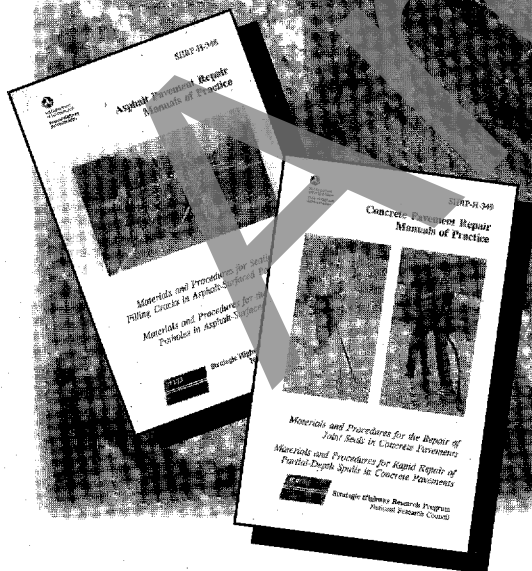 SHRP-H-348
Asphalt Pavement Repair
Manuals of Practice
Materials and Procedures for
Filling Cracks in Asphalt-Surfaced
Materials and Procedures for the
Potholes in Asphalt-Surfaced
Strategic
SHRP-H-349
Concrete Pavement Repair
Manuals of Practice
Materials and Procedures for the Repair of
Joint Seals in Concrete Pavements
Materials and Procedures for Rapid Repair of
Partial-Depth Spalls in Concrete Pavements
Strategic Highway Research Program
National Research Council